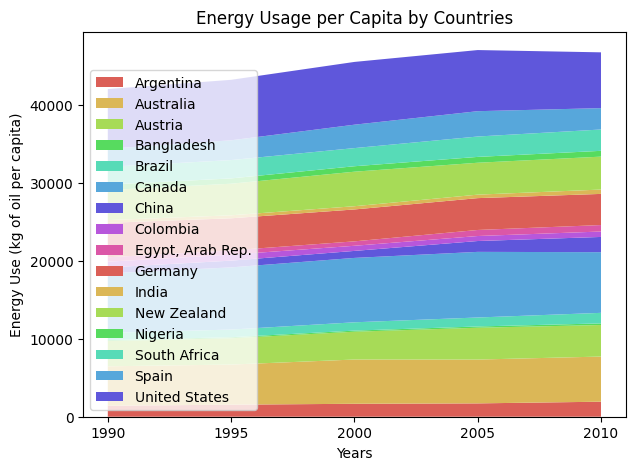 Energy Usage per Capita by Countries
Energy Use (kg of oil per capita)
40000
30000
20000
10000
0
Argentina
Australia
Austria
Bangladesh
Brazil
Canada
China
Colombia
Egypt, Arab Rep.
Germany
India
New Zealand
Nigeria
South Africa
Spain
United States
1990 1995 2000 2005 2010
Years